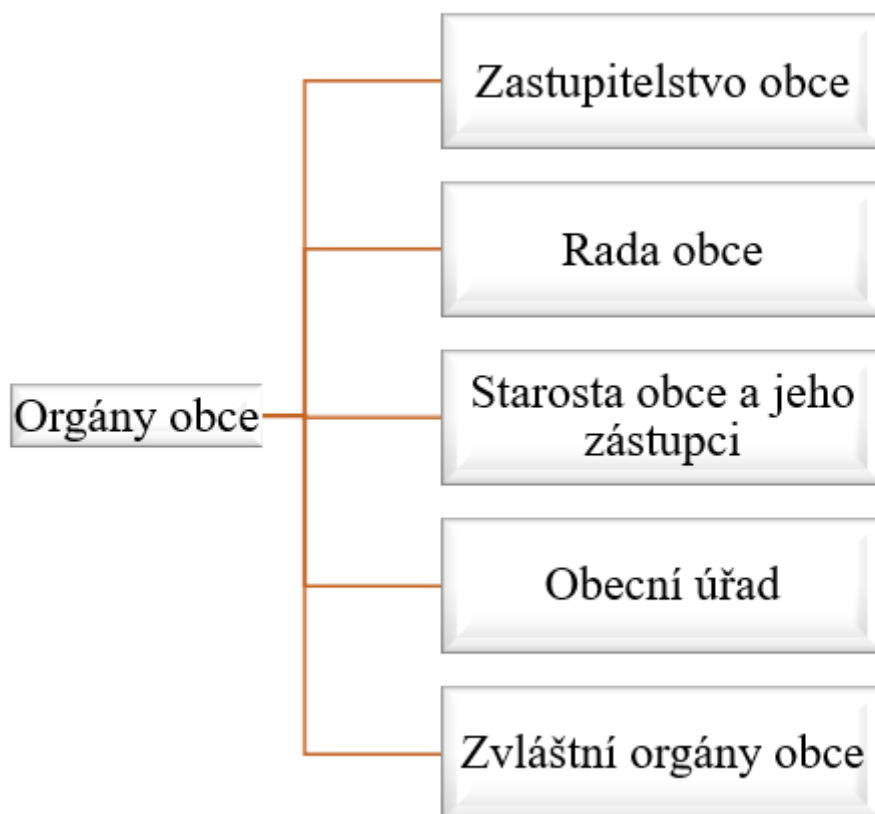 Orgány obce
Zastupitelstvo obce
Rada obce
Starosta obce a jeho
zástupci
Obecní úřad
Zvláštní orgány obce